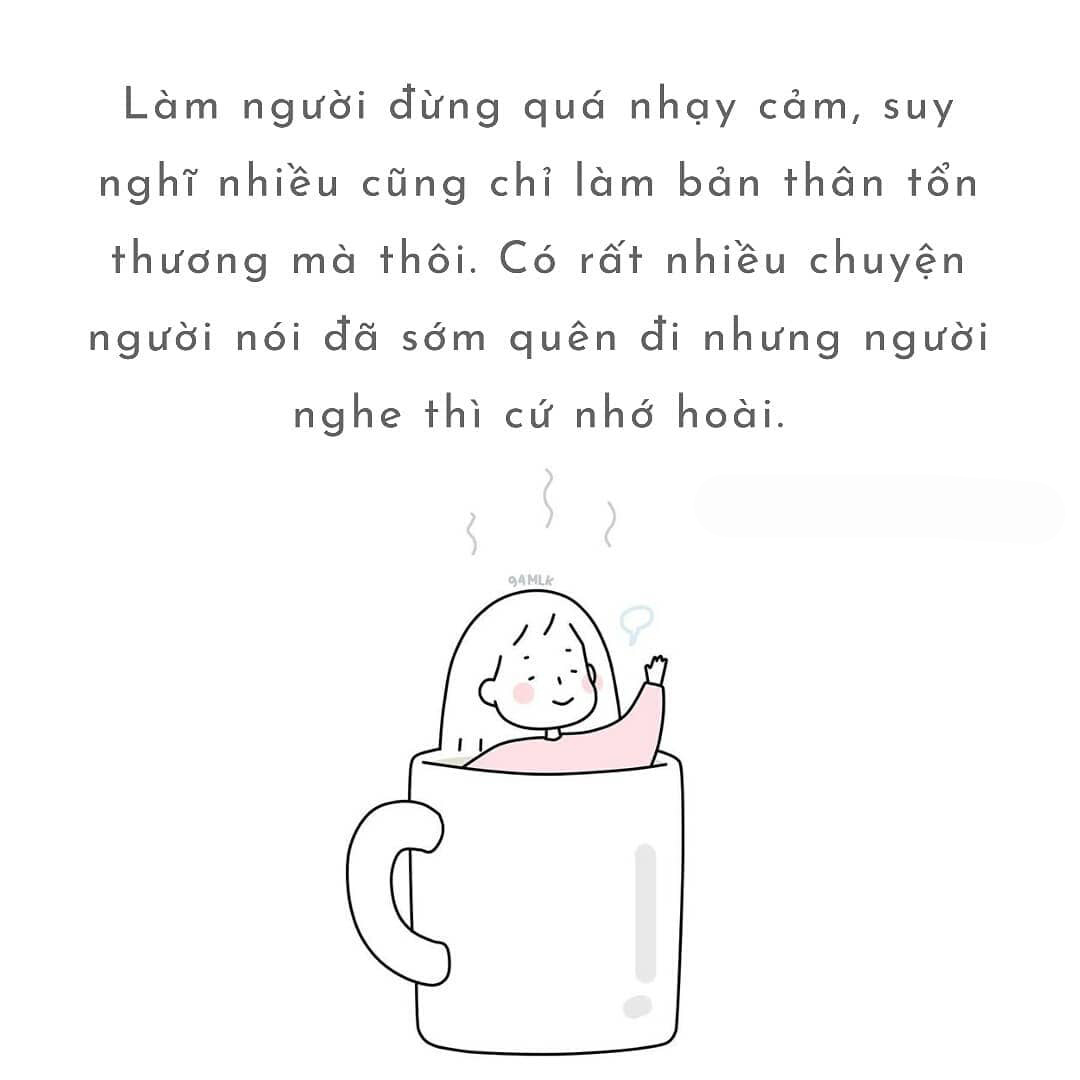 Làm người đừng quá nhạy cảm, suy
nghĩ nhiều cũng chỉ làm bản thân tổn
thương mà thôi. Có rất nhiều chuyện
người nói đã sớm quên đi nhưng người
nghe thì cứ nhớ hoài.
94MLK